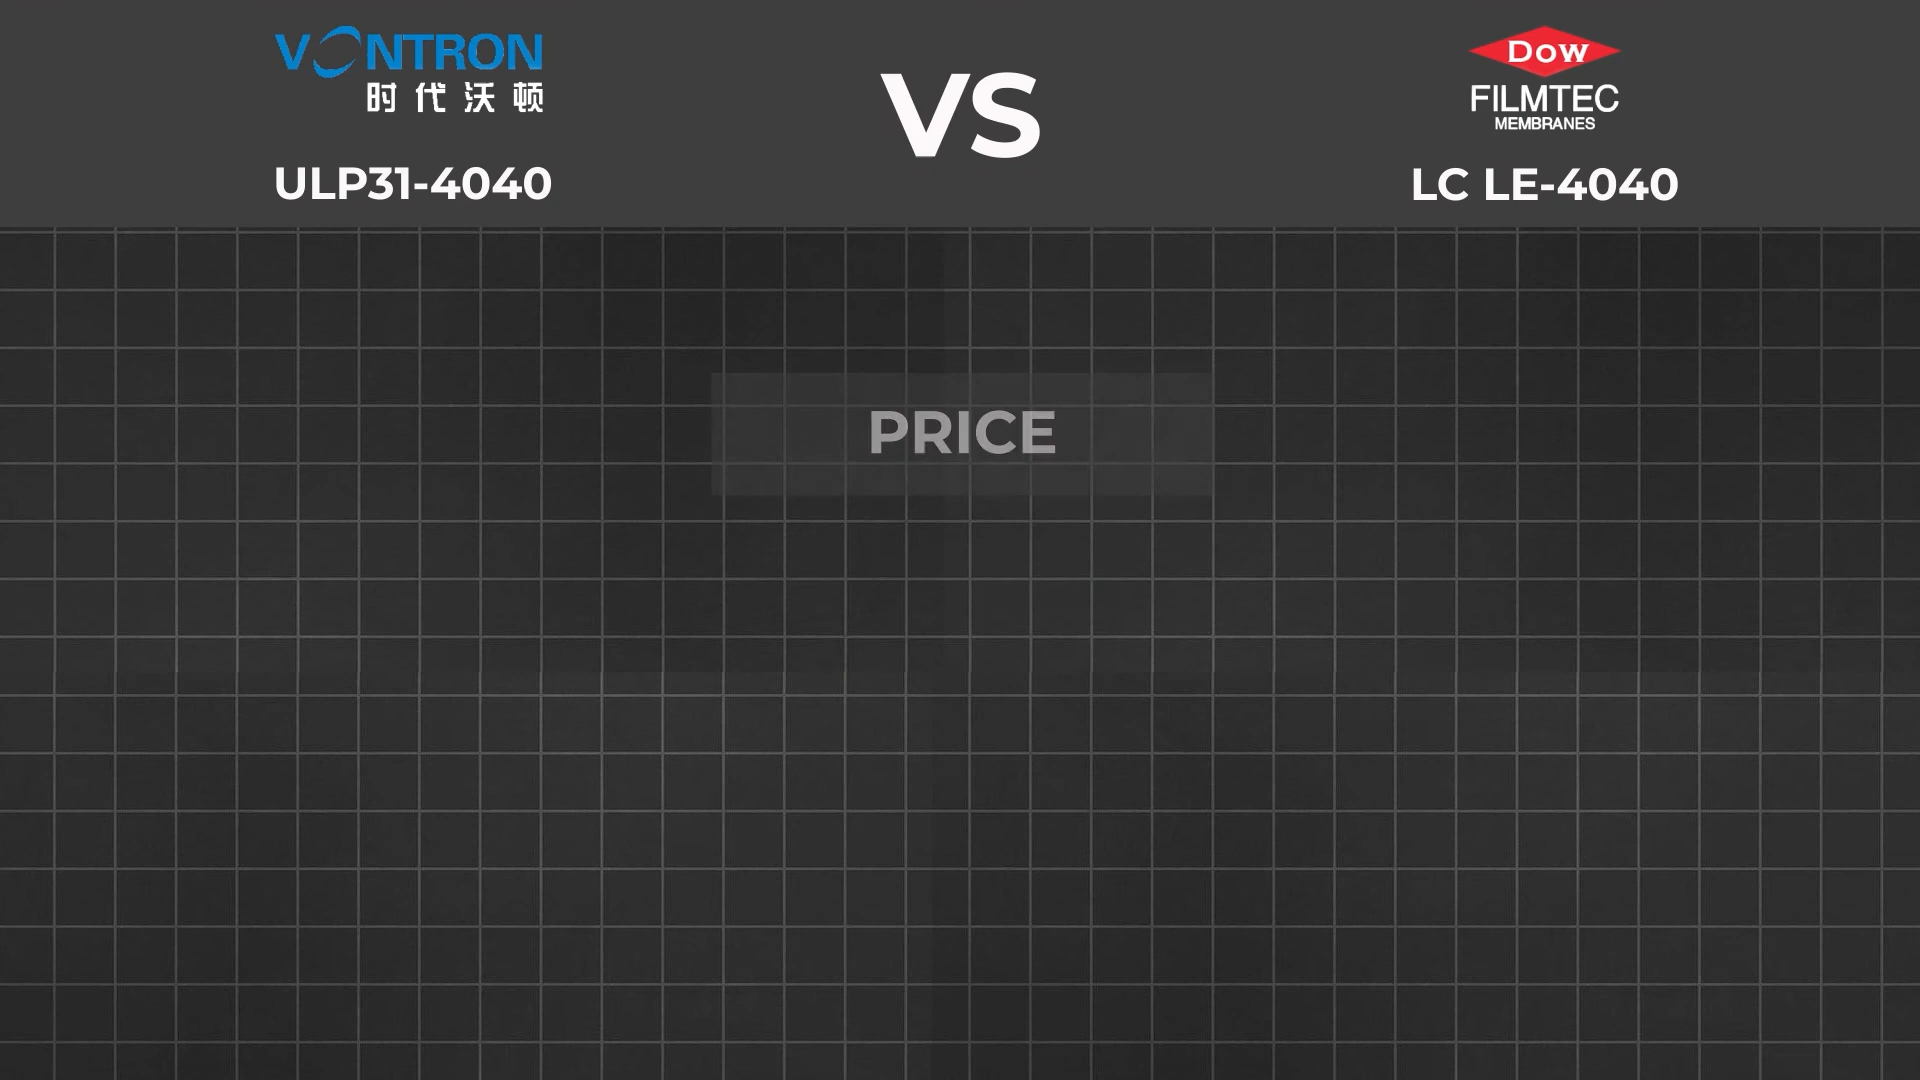 VONTRON
时代沃顿
ULP31-4040
VS
DOW
FILMTEC
MEMBRANES
LC LE-4040
PRICE